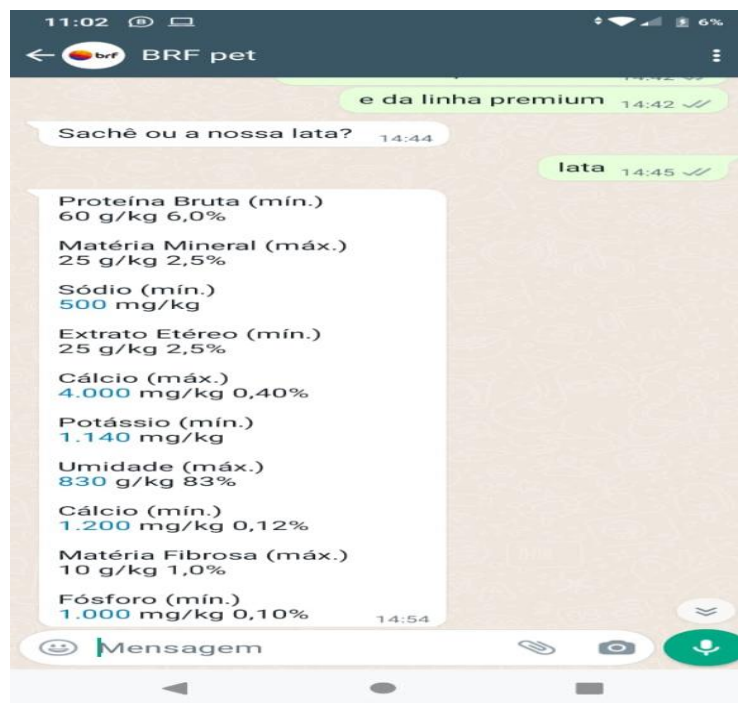 11:02
6%
brf BRF pet
e da linha premium 14:42
Sachê ou a nossa lata? 14:44
lata 14:45
Proteína Bruta (mín.)
60 g/kg 6,0%
Matéria Mineral (máx.)
25 g/kg 2,5%
Sódio (mín.)
500 mg/kg
Extrato Etéreo (mín.)
25 g/kg 2,5%
Cálcio (máx.)
4.000 mg/kg 0,40%
Potássio (mín.)
1.140 mg/kg
Umidade (máx.)
830 g/kg 83%
Cálcio (mín.)
1.200 mg/kg 0,12%
Matéria Fibrosa (máx.)
10 g/kg 1,0%
Fósforo (mín.)
1.000 mg/kg 0,10% 14:54
Mensagem